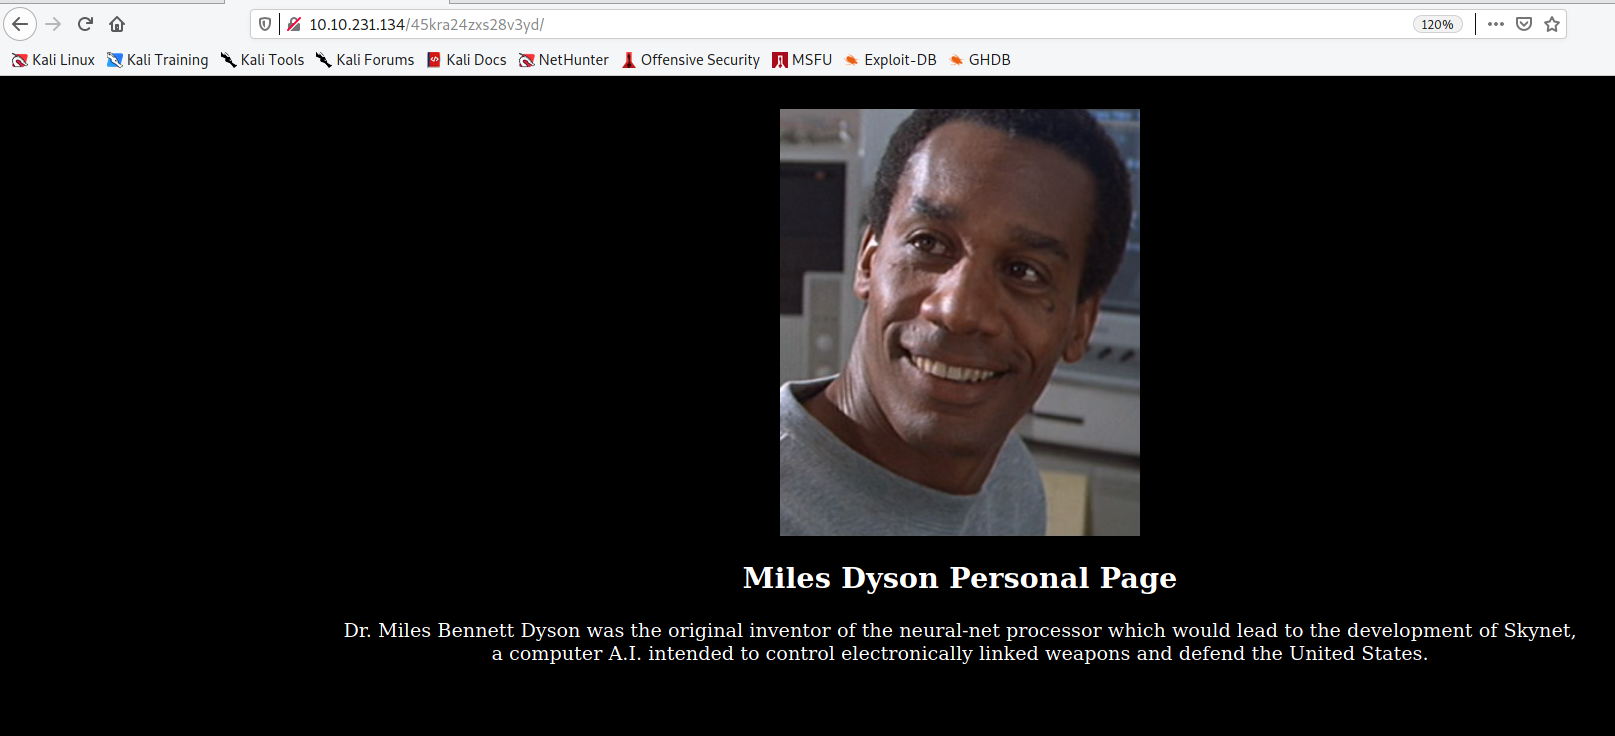 10.10.231.134/45kra24zxs28v3yd/
120%
Kali Linux Kali Training Kali Tools Kali Forums Kali Docs NetHunter Offensive Security MSFU Exploit-DB GHDB
Miles Dyson Personal Page
Dr. Miles Bennett Dyson was the original inventor of the neural-net processor which would lead to the development of Skynet,
a computer A.I. intended to control electronically linked weapons and defend the United States.